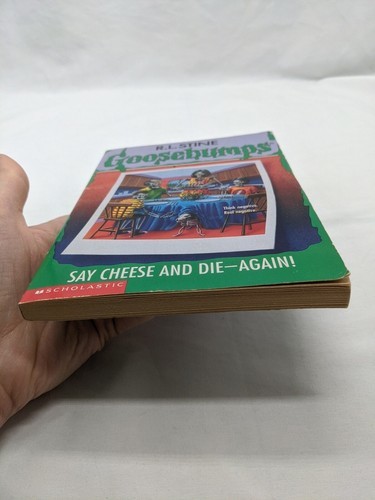 R.L. STINE
Goosebumps
Think negative.
Real negative.
SAY CHEESE AND DIE—AGAIN!
SCHOLASTIC